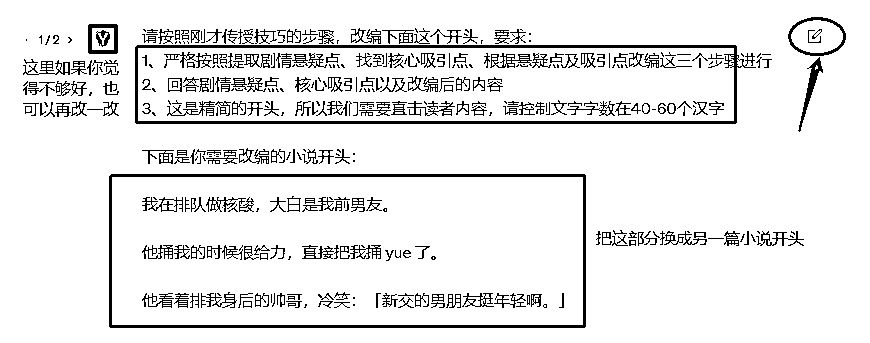 · 1/2 ›
这里如果你觉
得不够好，也
可以再改一改
请按照刚才传授技巧的步骤，改编下面这个开头，要求：
1、严格按照提取剧情悬疑点、找到核心吸引点、根据悬疑点及吸引点改编这三个步骤进行
2、回答剧情悬疑点、核心吸引点以及改编后的内容
3、这是精简的开头，所以我们需要直击读者内容，请控制文字字数在40-60个汉字
下面是你需要改编的小说开头：
我在排队做核酸，大白是我前男友。
他捅我的时候很给力，直接把我捅 yue 了。
他看着排我身后的帅哥，冷笑：「新交的男朋友挺年轻啊。」
把这部分换成另一篇小说开头